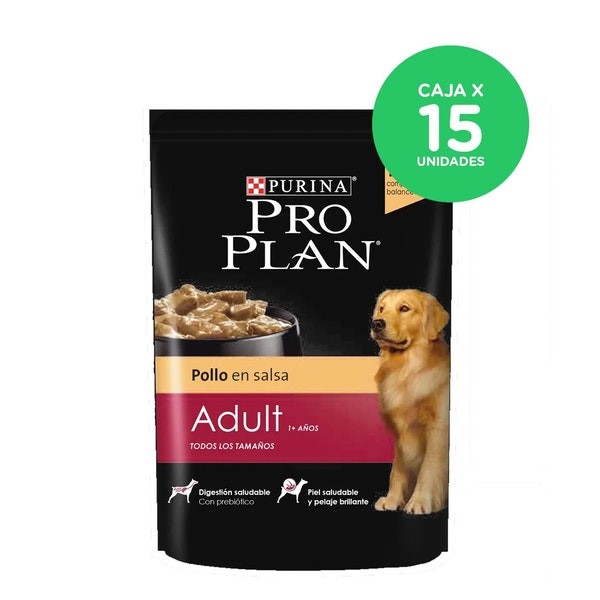 CAJA X
15
UNIDADES
PURINA®
PRO
PLAN®
Pollo en salsa
Adult 1+ AÑOS
TODOS LOS TAMAÑOS
Digestión saludable
Con prebiótico
Piel saludable
y pelaje brillante